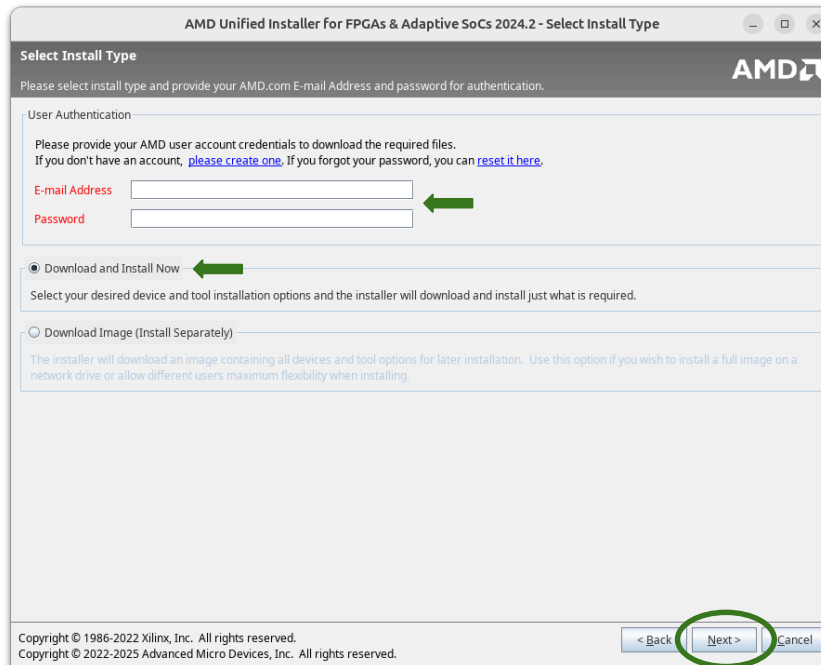 AMD Unified Installer for FPGAs & Adaptive SoCs 2024.2 - Select Install Type
Select Install Type
AMD
Please select install type and provide your AMD.com E-mail Address and password for authentication.
User Authentication
Please provide your AMD user account credentials to download the required files.
If you don't have an account, please create one. If you forgot your password, you can reset it here.
E-mail Address
Password
Download and Install Now
Select your desired device and tool installation options and the installer will download and install just what is required.
Download Image (Install Separately)
The installer will download an image containing all devices and tool options for later installation. Use this option if you wish to install a full image on a
network drive or allow different users maximum flexibility when installing.
Copyright © 1986-2022 Xilinx, Inc. All rights reserved.
Copyright © 2022-2025 Advanced Micro Devices, Inc. All rights reserved.
< Back
Next >
Cancel